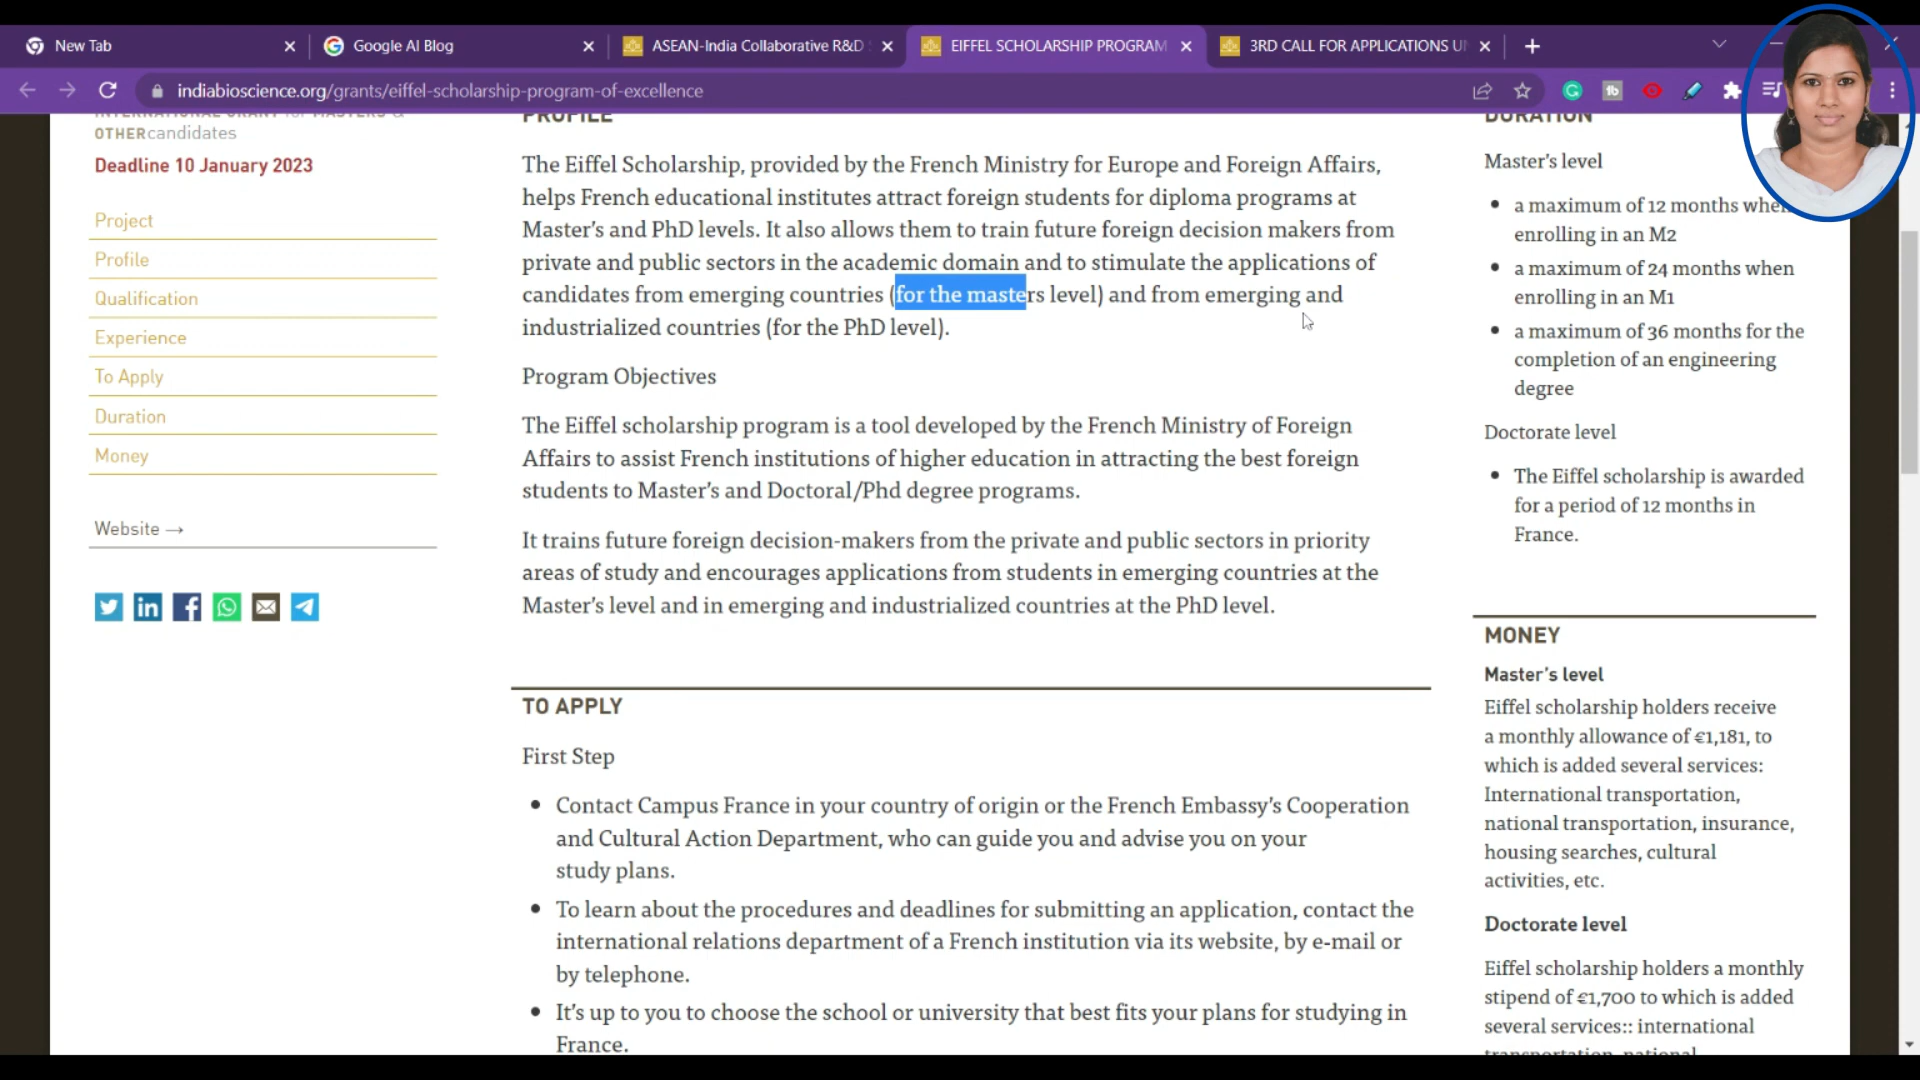 New Tab
Google AI Blog
ASEAN-India Collaborative R&D
EIFFEL SCHOLARSHIP PROGRAM
3RD CALL FOR APPLICATIONS U
indiabioscience.org/grants/eiffel-scholarship-program-of-excellence
INTERNATIONAL GRANT for MASTERS &
OTHER candidates
Deadline 10 January 2023
Project
Profile
Qualification
Experience
To Apply
Duration
Money
Website →
PROFILE
The Eiffel Scholarship, provided by the French Ministry for Europe and Foreign Affairs,
helps French educational institutes attract foreign students for diploma programs at
Master's and PhD levels. It also allows them to train future foreign decision makers from
private and public sectors in the academic domain and to stimulate the applications of
candidates from emerging countries (for the masters level) and from emerging and
industrialized countries (for the PhD level).
Program Objectives
The Eiffel scholarship program is a tool developed by the French Ministry of Foreign
Affairs to assist French institutions of higher education in attracting the best foreign
students to Master's and Doctoral/Phd degree programs.
It trains future foreign decision-makers from the private and public sectors in priority
areas of study and encourages applications from students in emerging countries at the
Master's level and in emerging and industrialized countries at the PhD level.
TO APPLY
First Step
• Contact Campus France in your country of origin or the French Embassy's Cooperation
and Cultural Action Department, who can guide you and advise you on your
study plans.
• To learn about the procedures and deadlines for submitting an application, contact the
international relations department of a French institution via its website, by e-mail or
by telephone.
• It's up to you to choose the school or university that best fits your plans for studying in
France.
DURATION
Master's level
• a maximum of 12 months when
enrolling in an M2
• a maximum of 24 months when
enrolling in an M1
• a maximum of 36 months for the
completion of an engineering
degree
Doctorate level
• The Eiffel scholarship is awarded
for a period of 12 months in
France.
MONEY
Master's level
Eiffel scholarship holders receive
a monthly allowance of €1,181, to
which is added several services:
International transportation,
national transportation, insurance,
housing searches, cultural
activities, etc.
Doctorate level
Eiffel scholarship holders a monthly
stipend of €1,700 to which is added
several services:: international
transportation, national